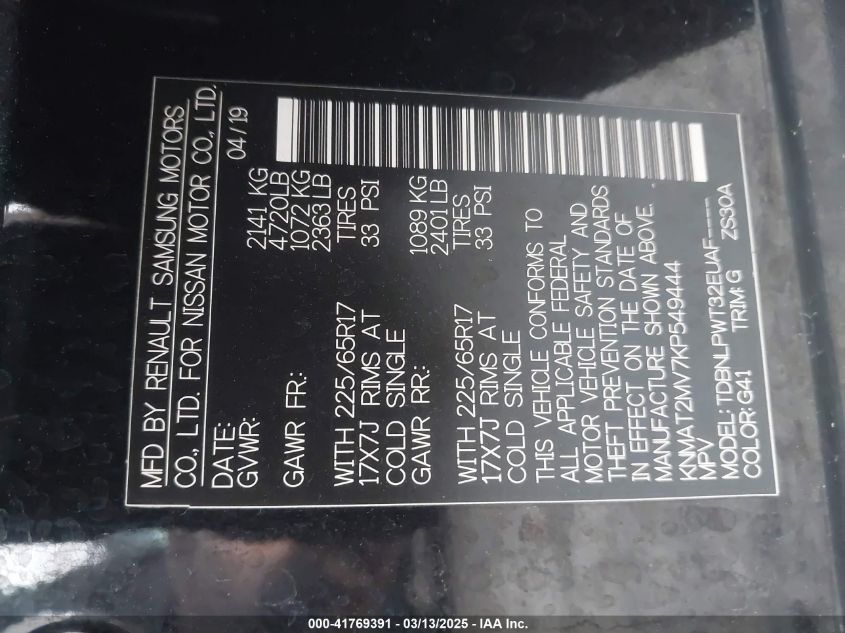 MFD BY RENAULT SAMSUNG MOTORS
CO., LTD. FOR NISSAN MOTOR CO., LTD.
DATE: 04/19
GVWR: 2141 KG
4720LB
GAWR FR: 1072 KG
2363 LB
WITH 225/65R17 TIRES
17X7J RIMS AT 33 PSI
COLD SINGLE
GAWR RR: 1089 KG
2401 LB
WITH 225/65R17 TIRES
17X7J RIMS AT 33 PSI
COLD SINGLE
THIS VEHICLE CONFORMS TO
ALL APPLICABLE FEDERAL
MOTOR VEHICLE SAFETY AND
THEFT PREVENTION STANDARDS
IN EFFECT ON THE DATE OF
MANUFACTURE SHOWN ABOVE.
KNMAT2MV7KP549444
MPV
MODEL: TDBNLPWT32EUAF-----
COLOR:G41 TRIM: G ZS30A
000-41769391 - 03/13/2025 - IAA Inc.